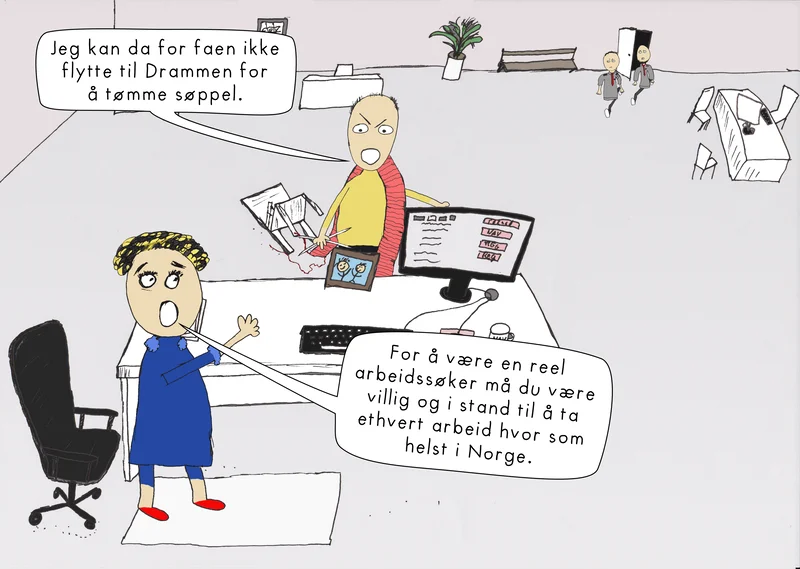 Jeg kan da for faen ikke
flytte til Drammen for
å tømme søppel.
For å være en reel
arbeidssøker må du være
villig og i stand til å ta
ethvert arbeid hvor som
helst i Norge.